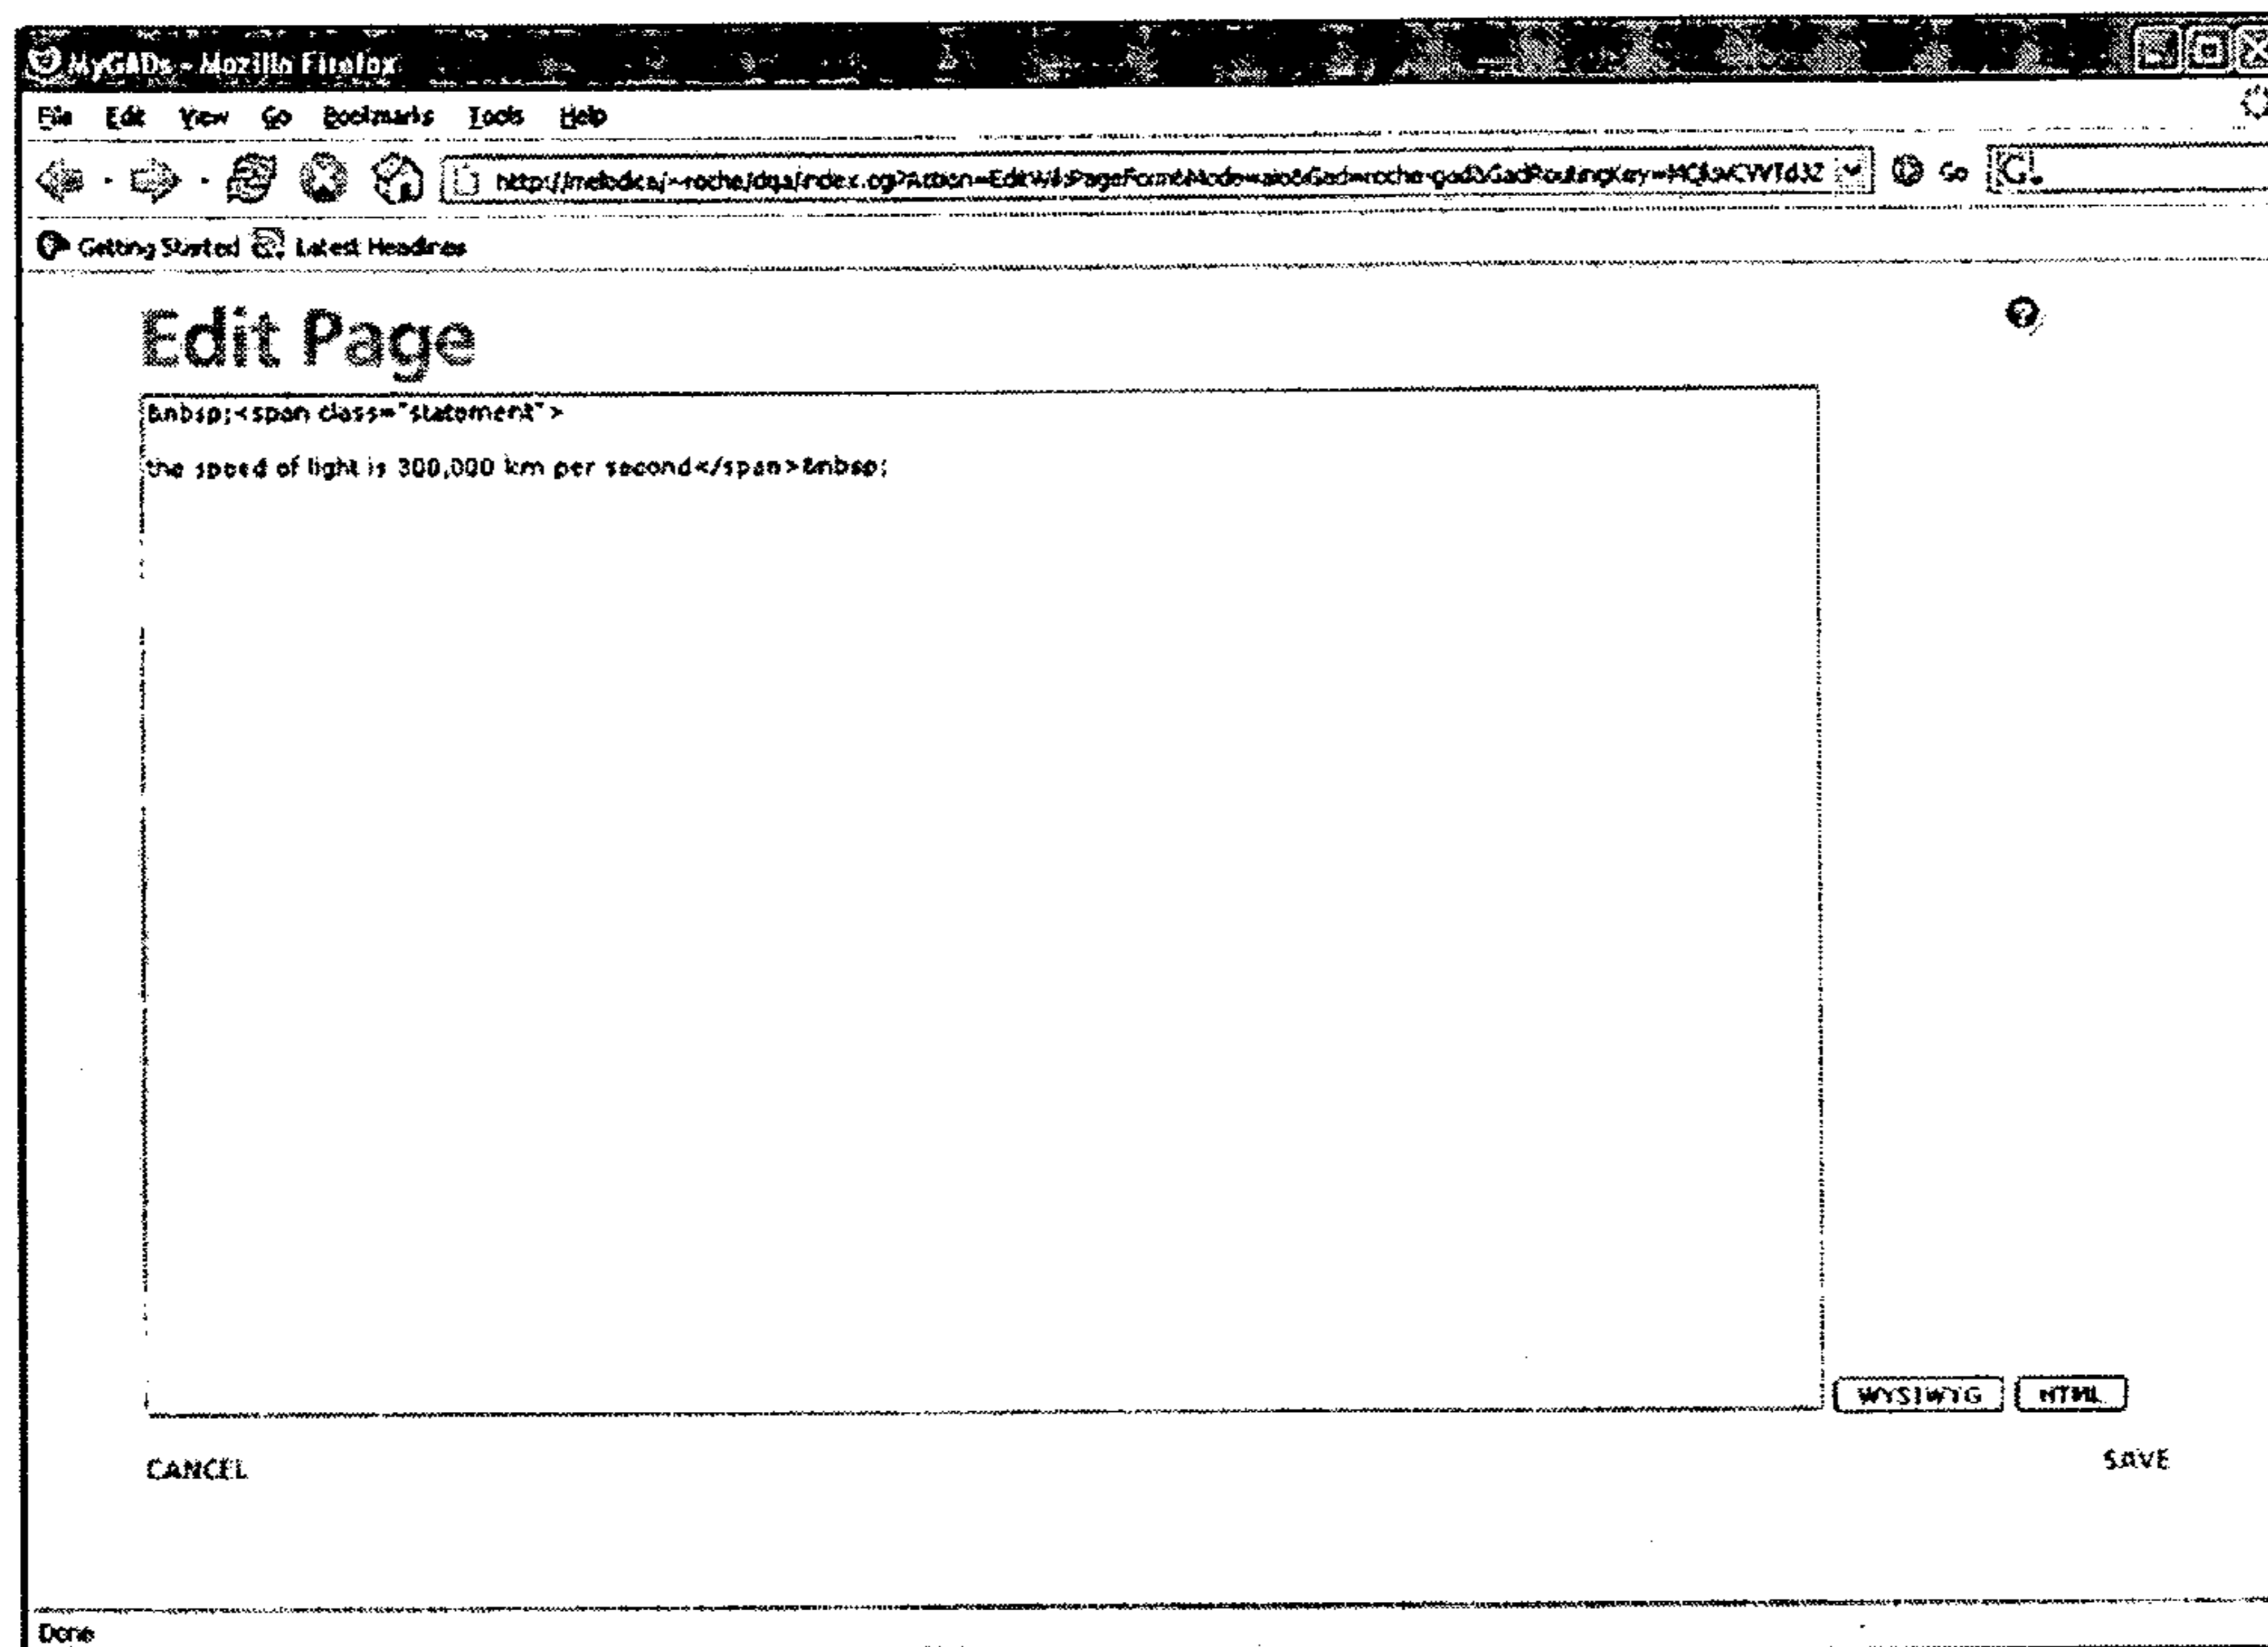 MyGADs - Mozilla Firefox
File Edit View Go Bookmarks Tools Help
Go G
Getting Started Latest Headlines
Edit Page
&nbsp;<span class="statement">
the speed of light is 300,000 km per second</span>&nbsp;
WYSIWYG HTML
CANCEL SAVE
Done